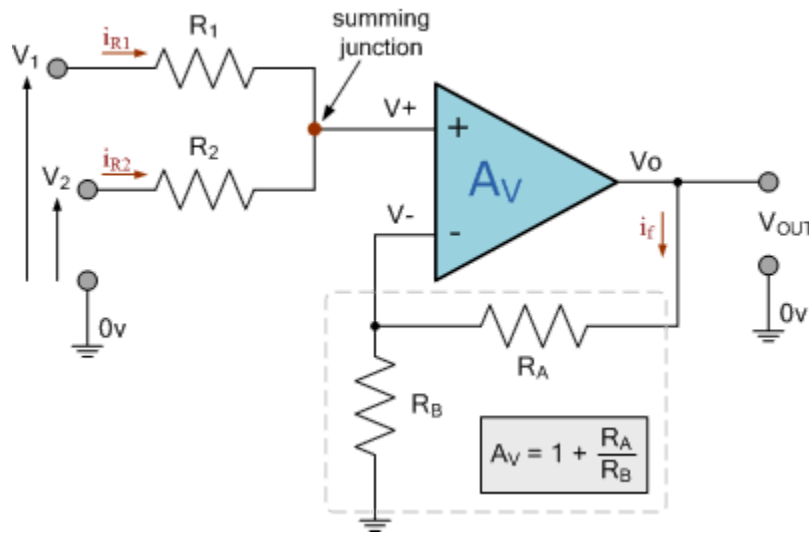 summing
junction
iR1
R1
V1
iR2
R2
V2
V+
+
AV
V-
-
Vo
if
VOUT
0v
0v
RA
RB
AV = 1 + RA/RB